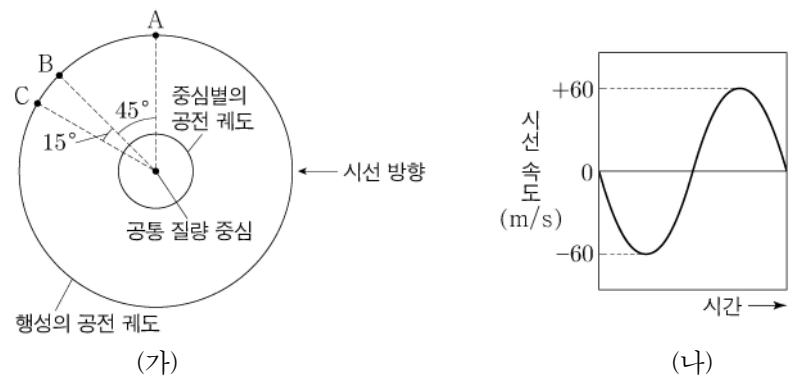 A
B
C
45°
15°
중심별의
공전 궤도
시선 방향
공통 질량 중심
행성의 공전 궤도
(가)
+60
시선 속도
(m/s)
0
-60
시간
(나)